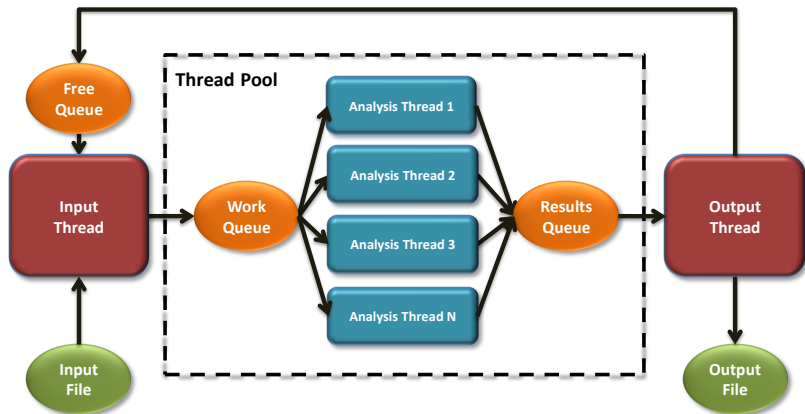 Free
Queue
Thread Pool
Analysis Thread 1
Analysis Thread 2
Analysis Thread 3
Analysis Thread N
Input
Thread
Work
Queue
Results
Queue
Output
Thread
Input
File
Output
File